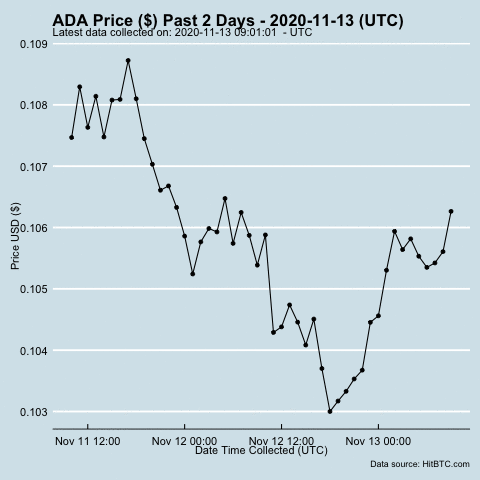 ADA Price ($) Past 2 Days - 2020-11-13 (UTC)
Latest data collected on: 2020-11-13 09:01:01 - UTC
0.109
0.108
0.107
0.106
0.105
0.104
0.103
Price USD ($)
Nov 11 12:00 Nov 12 00:00 Nov 12 12:00 Nov 13 00:00
Date Time Collected (UTC)
Data source: HitBTC.com